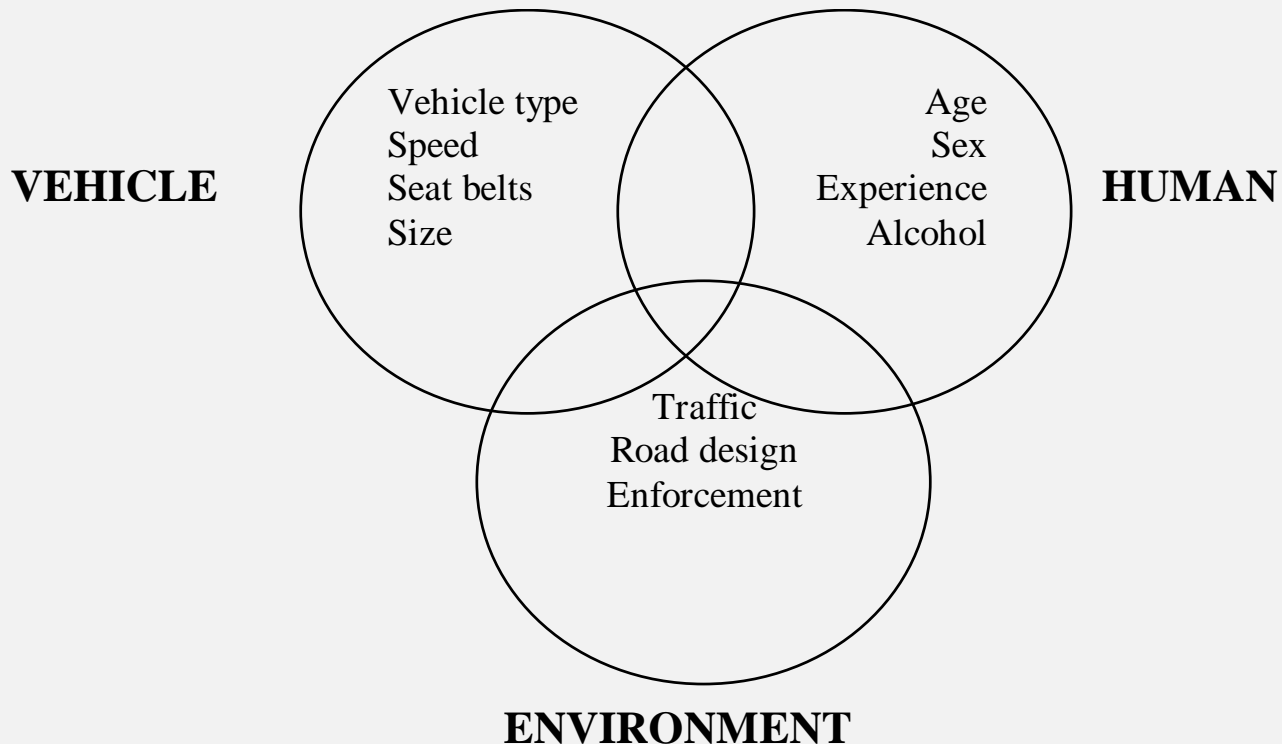 VEHICLE
Vehicle type
Speed
Seat belts
Size
Age
Sex
Experience
Alcohol
HUMAN
Traffic
Road design
Enforcement
ENVIRONMENT